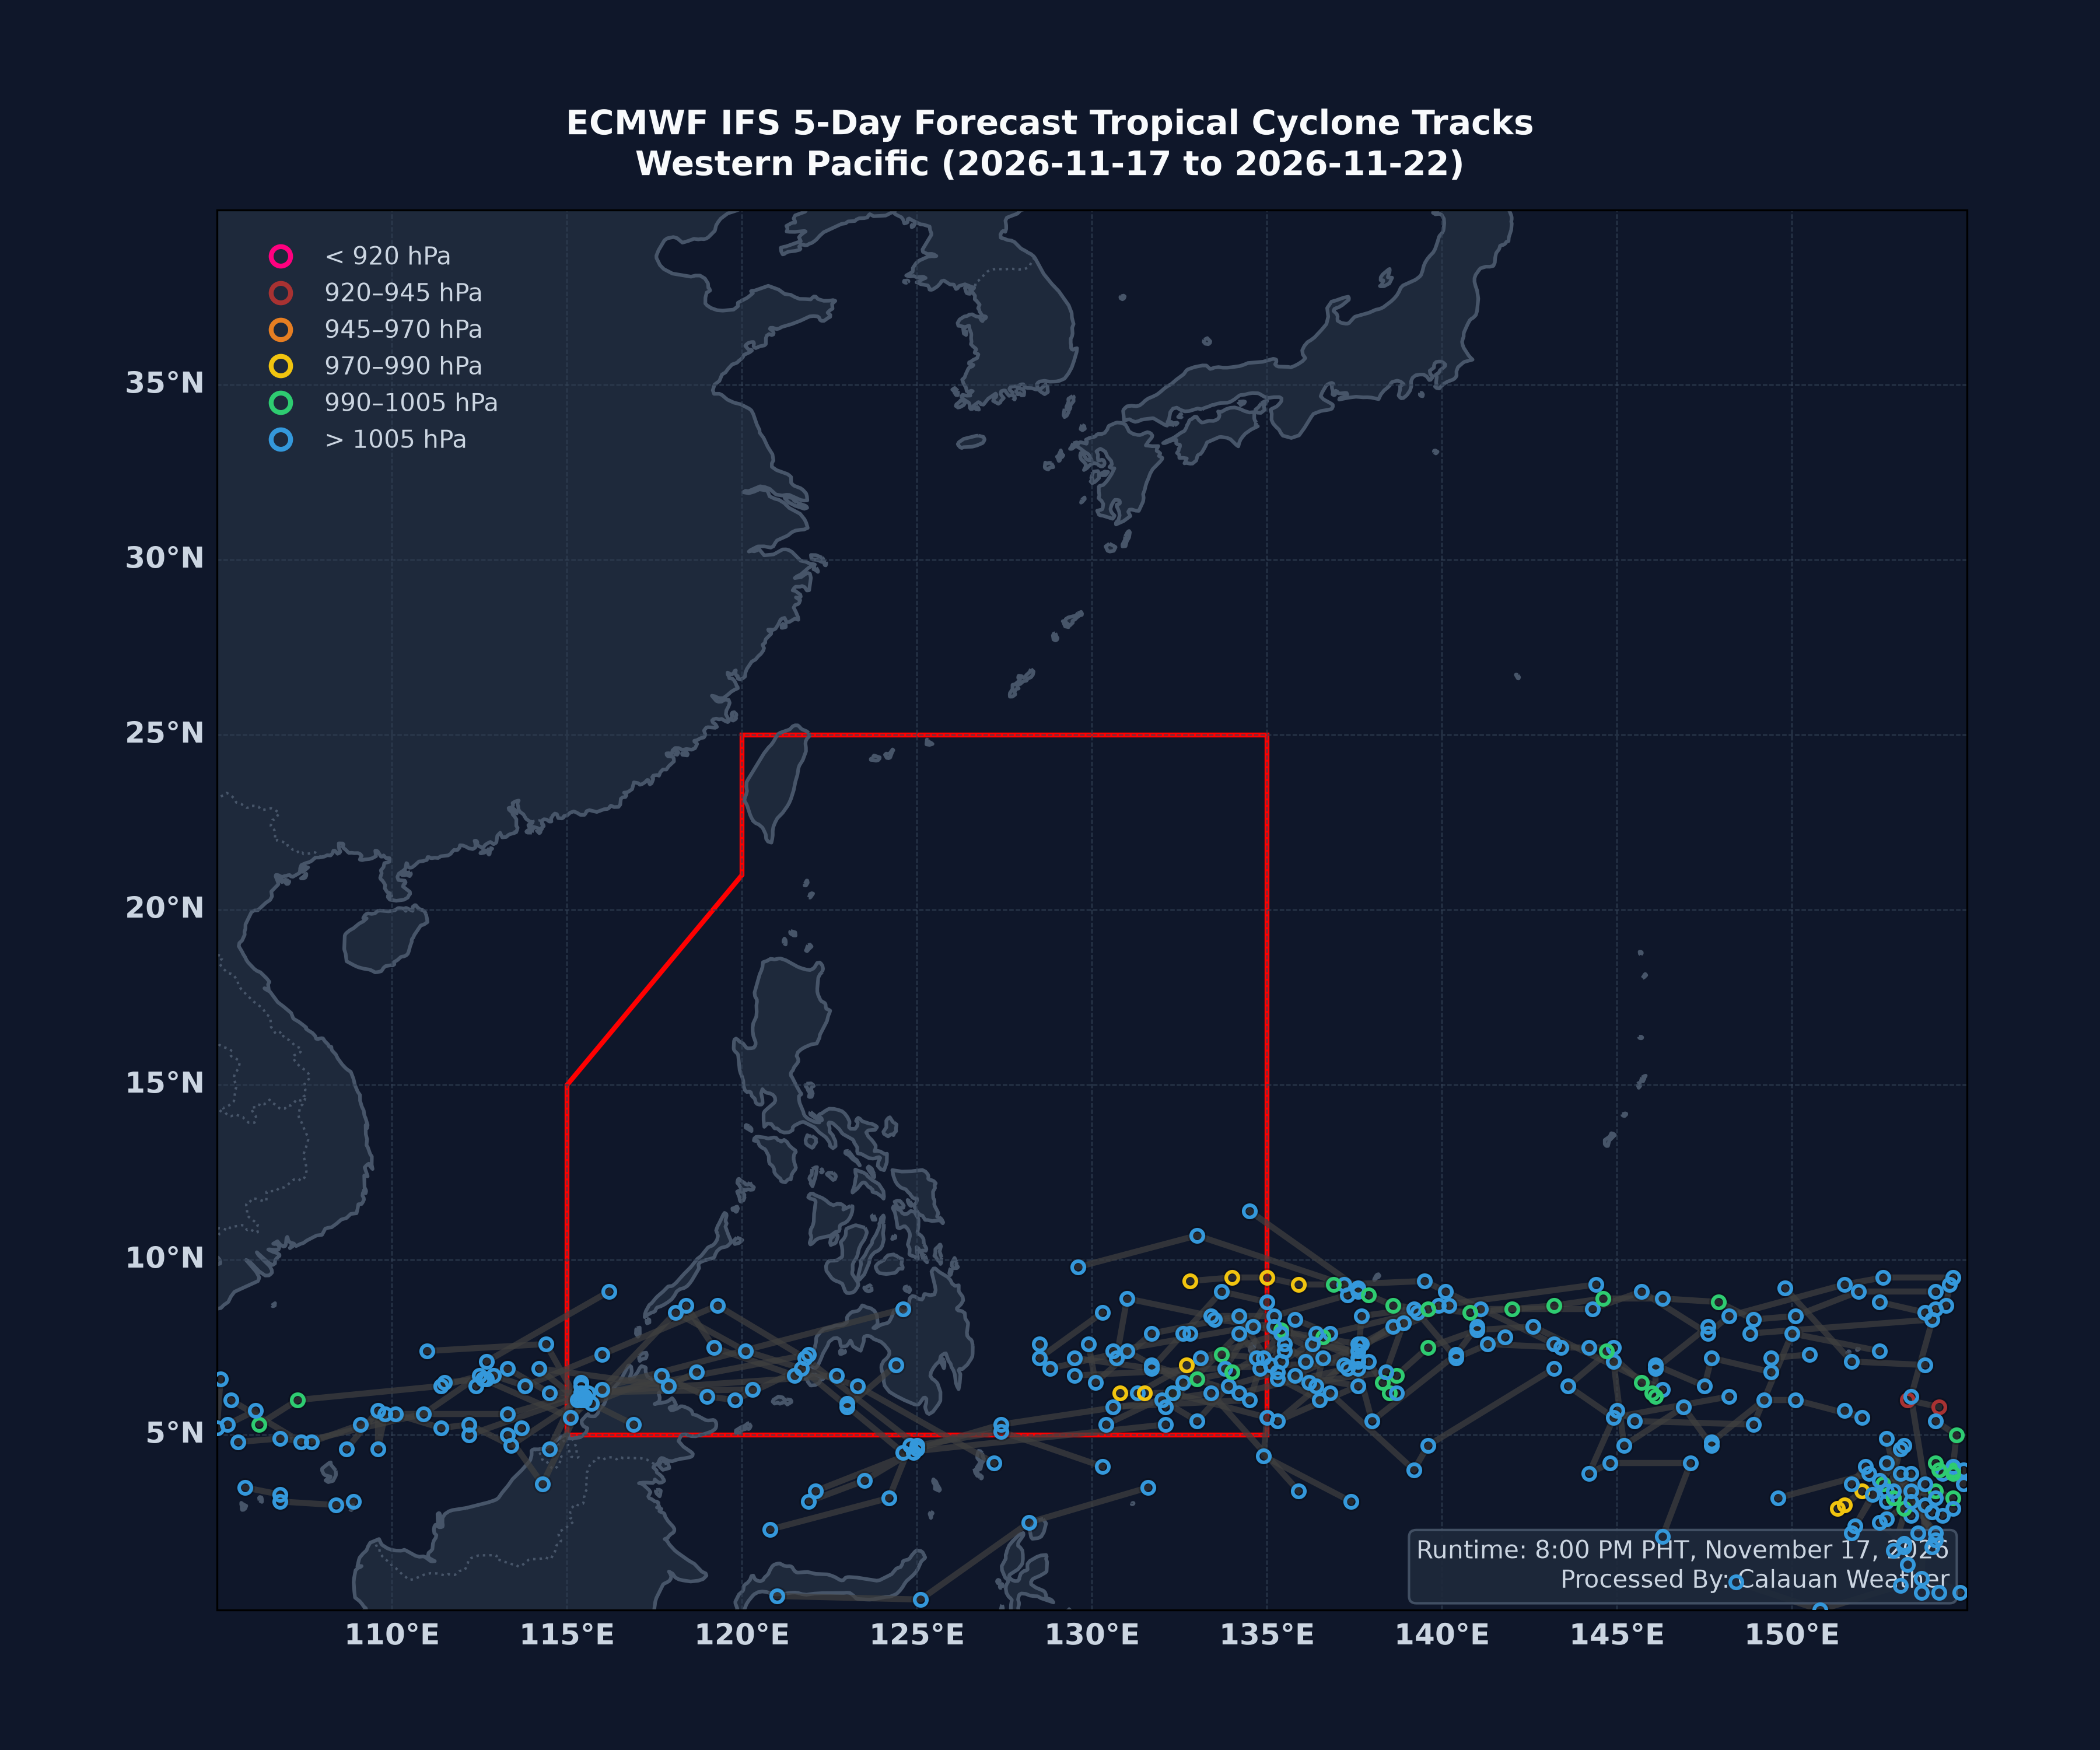 ECMWF IFS 5-Day Forecast Tropical Cyclone Tracks
Western Pacific (2026-11-17 to 2026-11-22)
< 920 hPa
920–945 hPa
945–970 hPa
970–990 hPa
990–1005 hPa
> 1005 hPa
35°N
30°N
25°N
20°N
15°N
10°N
5°N
Runtime: 8:00 PM PHT, November 17, 2026
Processed By: Calauan Weather
110°E 115°E 120°E 125°E 130°E 135°E 140°E 145°E 150°E